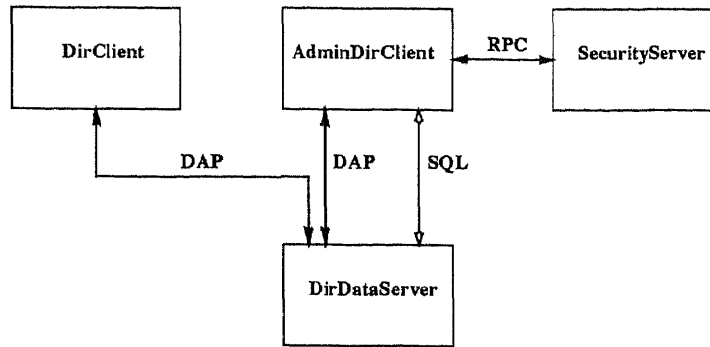 DirClient
AdminDirClient
RPC
SecurityServer
DAP
DAP
SQL
DirDataServer